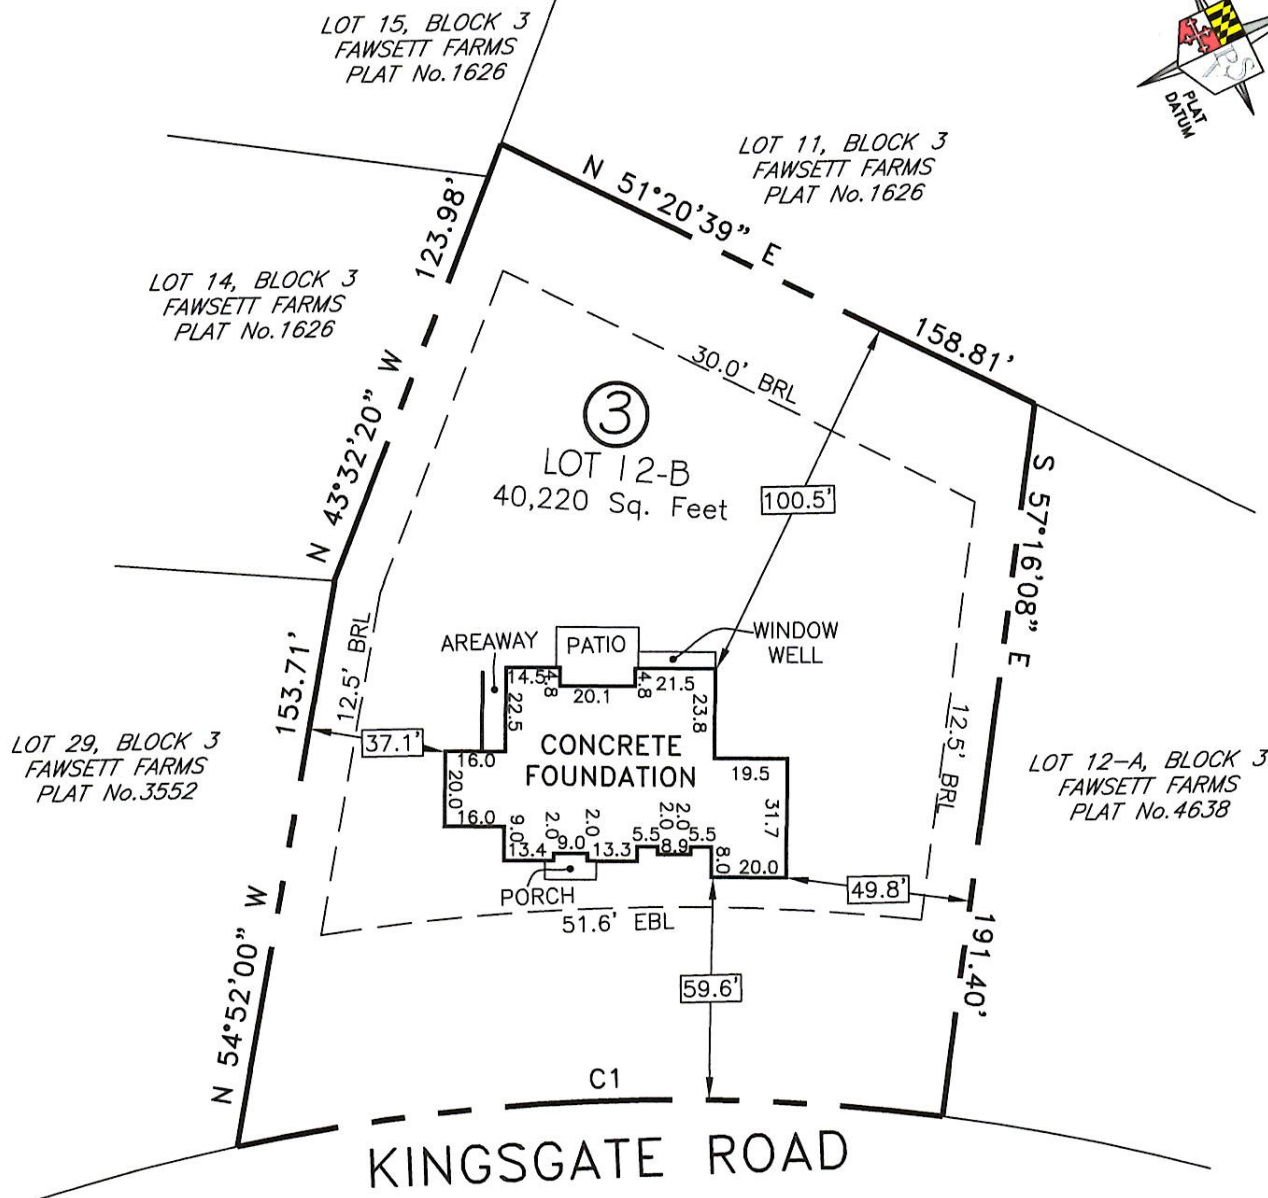 LOT 15, BLOCK 3
FAWSETT FARMS
PLAT No.1626
PLAT
DATUM
LOT 11, BLOCK 3
FAWSETT FARMS
PLAT No.1626
N 51°20'39" E
158.81'
123.98'
N 43°32'20" W
LOT 14, BLOCK 3
FAWSETT FARMS
PLAT No.1626
30.0' BRL
3
LOT 12-B
40,220 Sq. Feet
100.5'
S 57°16'08" E
191.40'
153.71'
N 54°52'00" W
12.5' BRL
37.1'
LOT 29, BLOCK 3
FAWSETT FARMS
PLAT No.3552
AREAWAY
PATIO
WINDOW
WELL
14.5
4.8
20.1
4.8
21.5
22.5
23.8
CONCRETE
FOUNDATION
16.0
20.0
16.0
19.5
31.7
9.0
13.4
2.0
9.0
2.0
13.3
5.5
2.0
8.9
2.0
5.5
8.0
20.0
PORCH
12.5' BRL
LOT 12-A, BLOCK 3
FAWSETT FARMS
PLAT No.4638
49.8'
51.6' EBL
59.6'
C1
KINGSGATE ROAD